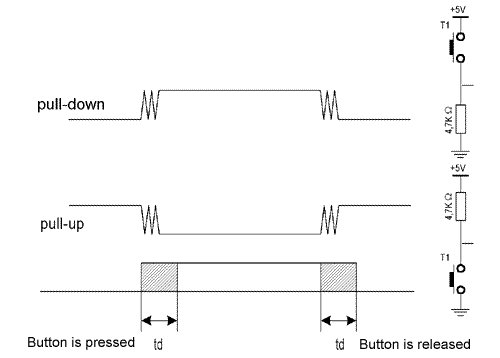 +5V
T1
pull-down
4,7K Ω
+5V
4,7K Ω
pull-up
T1
Button is pressed
td
td
Button is released